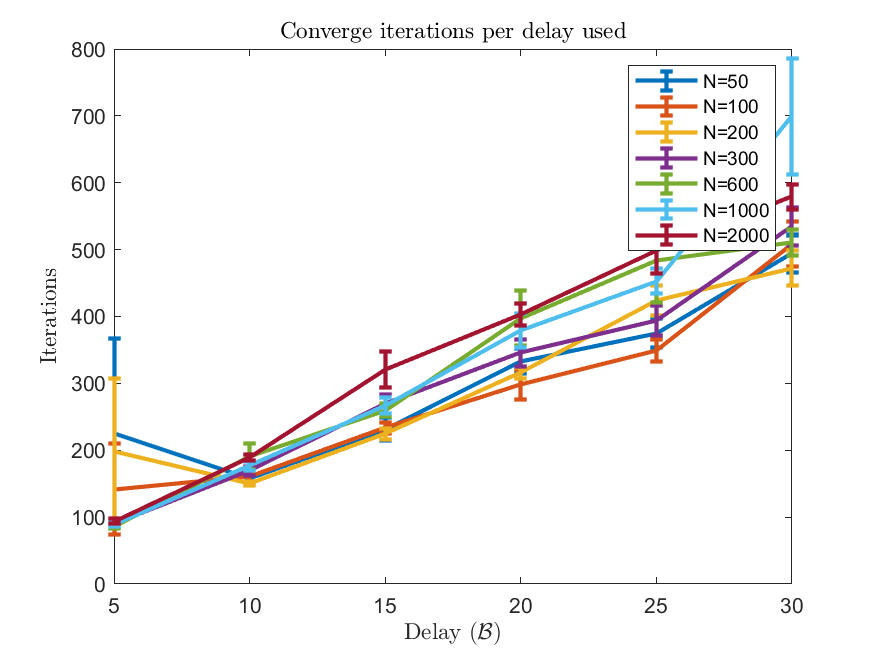 Converge iterations per delay used
800
700
600
500
400
300
200
100
0
Iterations
N=50
N=100
N=200
N=300
N=600
N=1000
N=2000
5 10 15 20 25 30
Delay (ℬ)